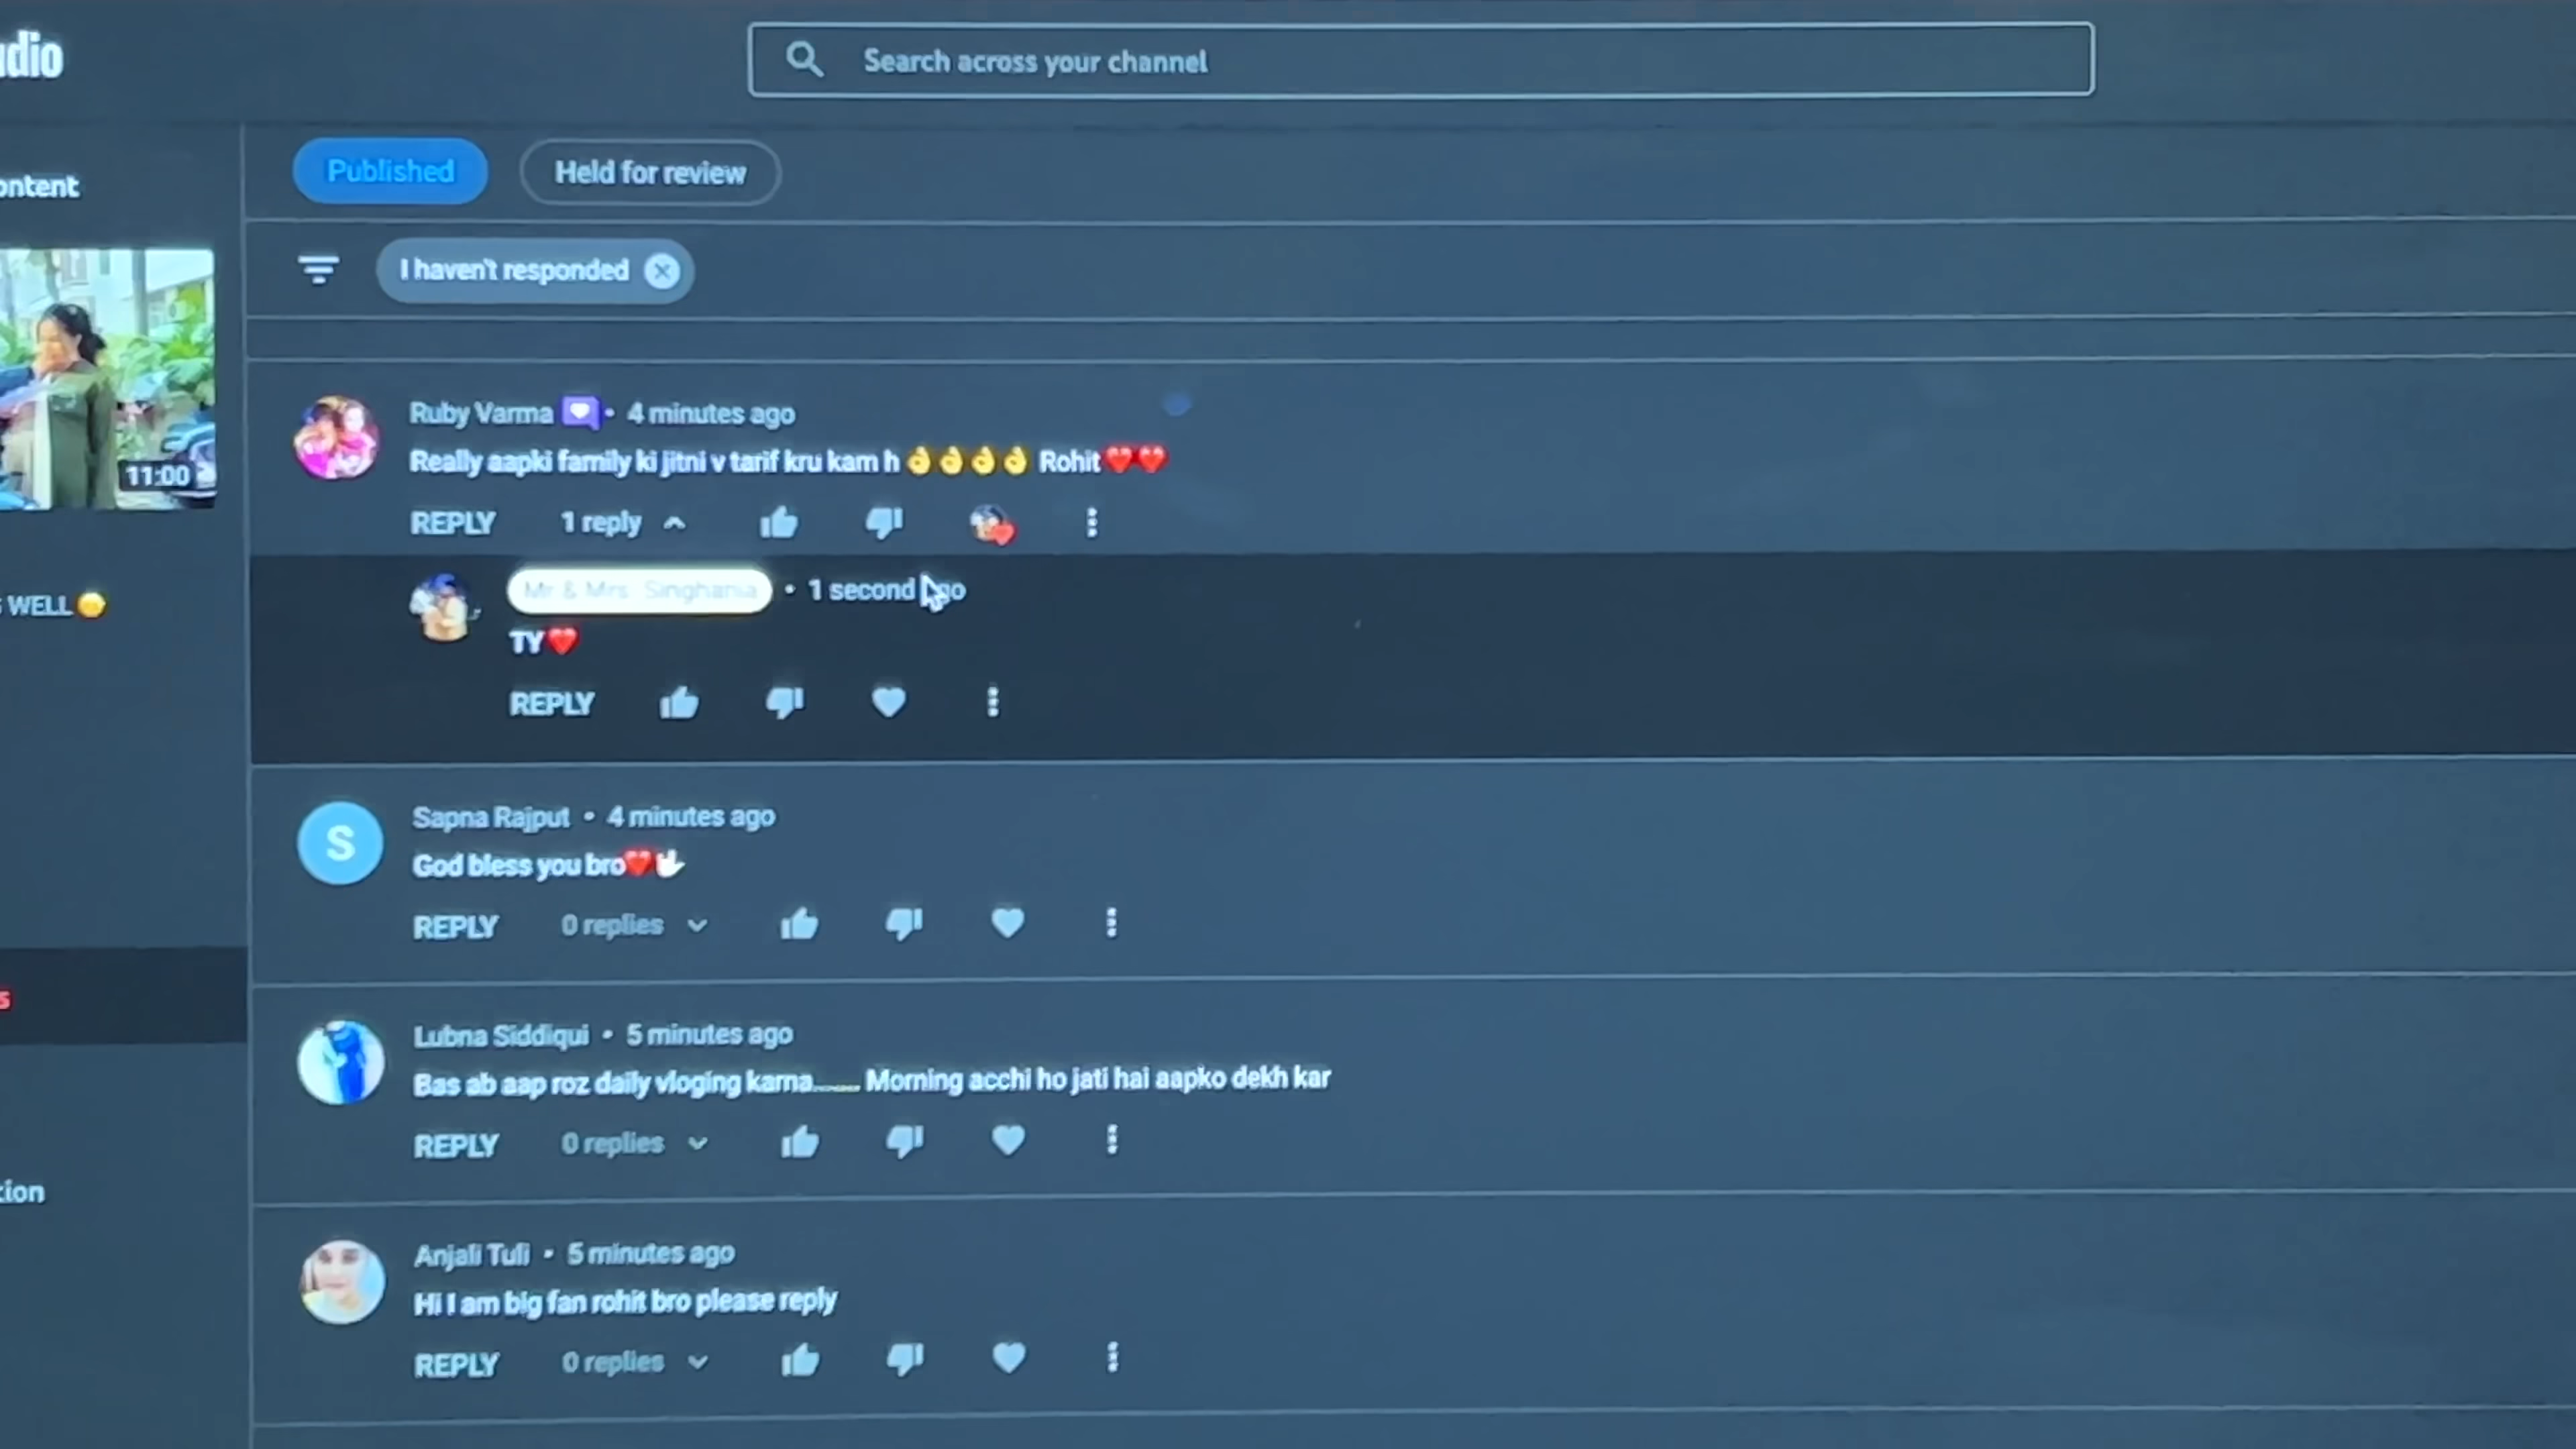 Search across your channel
Published
Held for review
I haven't responded
11:00
WELL😊
Ruby Varma • 4 minutes ago
Really aapki family ki jitni v tarif kru kam h 👌👌👌👌 Rohit❤️❤️
REPLY 1 reply
Mr & Mrs. Singhania • 1 second ago
TY❤️
REPLY
S
Sapna Rajput • 4 minutes ago
God bless you bro❤️🤟
REPLY 0 replies
Lubna Siddiqui • 5 minutes ago
Bas ab aap roz daily vloging karna....... Morning acchi ho jati hai aapko dekh kar
REPLY 0 replies
Anjali Tuli • 5 minutes ago
Hi I am big fan rohit bro please reply
REPLY 0 replies